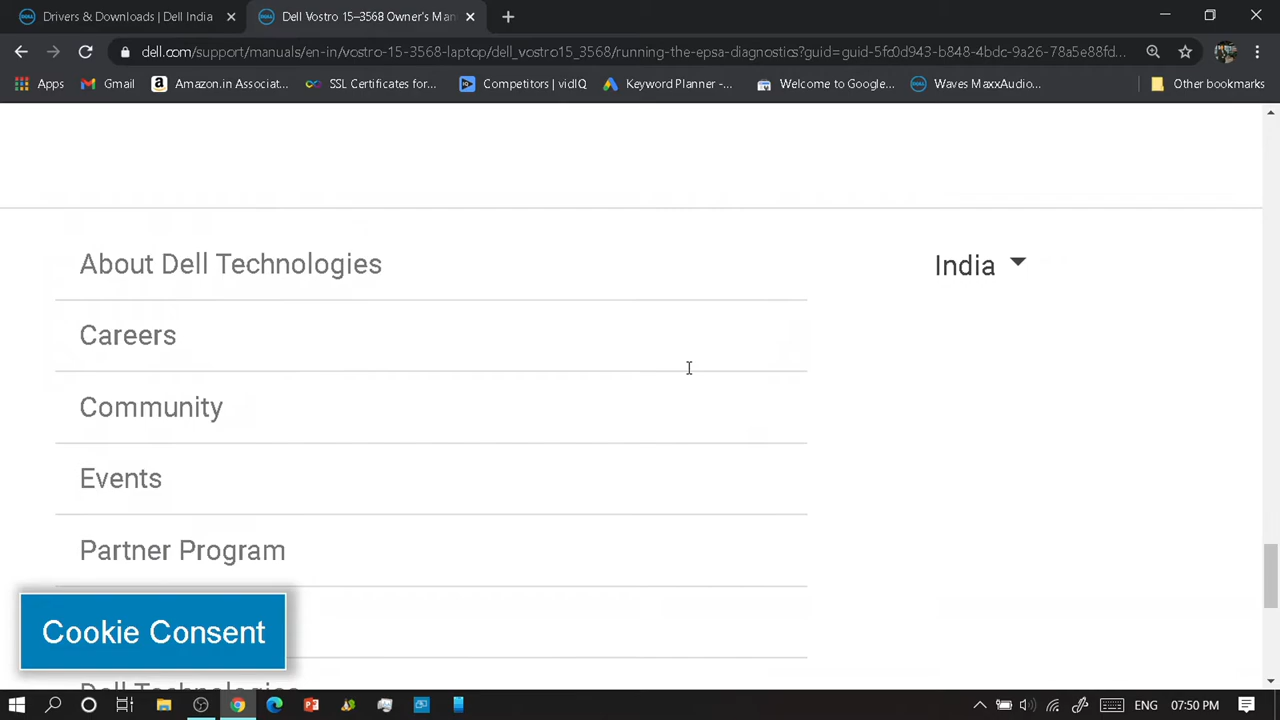 Drivers & Downloads | Dell India
Dell Vostro 15–3568 Owner's Man
dell.com/support/manuals/en-in/vostro-15-3568-laptop/dell_vostro15_3568/running-the-epsa-diagnostics?guid=guid-5fc0d943-b848-4bdc-9a26-78a5e88fd...
Apps
Gmail
Amazon in Associat...
SSL Certificates for...
Competitors | vidIQ
Keyword Planner -...
Welcome to Google...
Waves MaxxAudio...
Other bookmarks
About Dell Technologies
India
Careers
Community
Events
Partner Program
Cookie Consent
Dell Technologies
ENG
07:50 PM